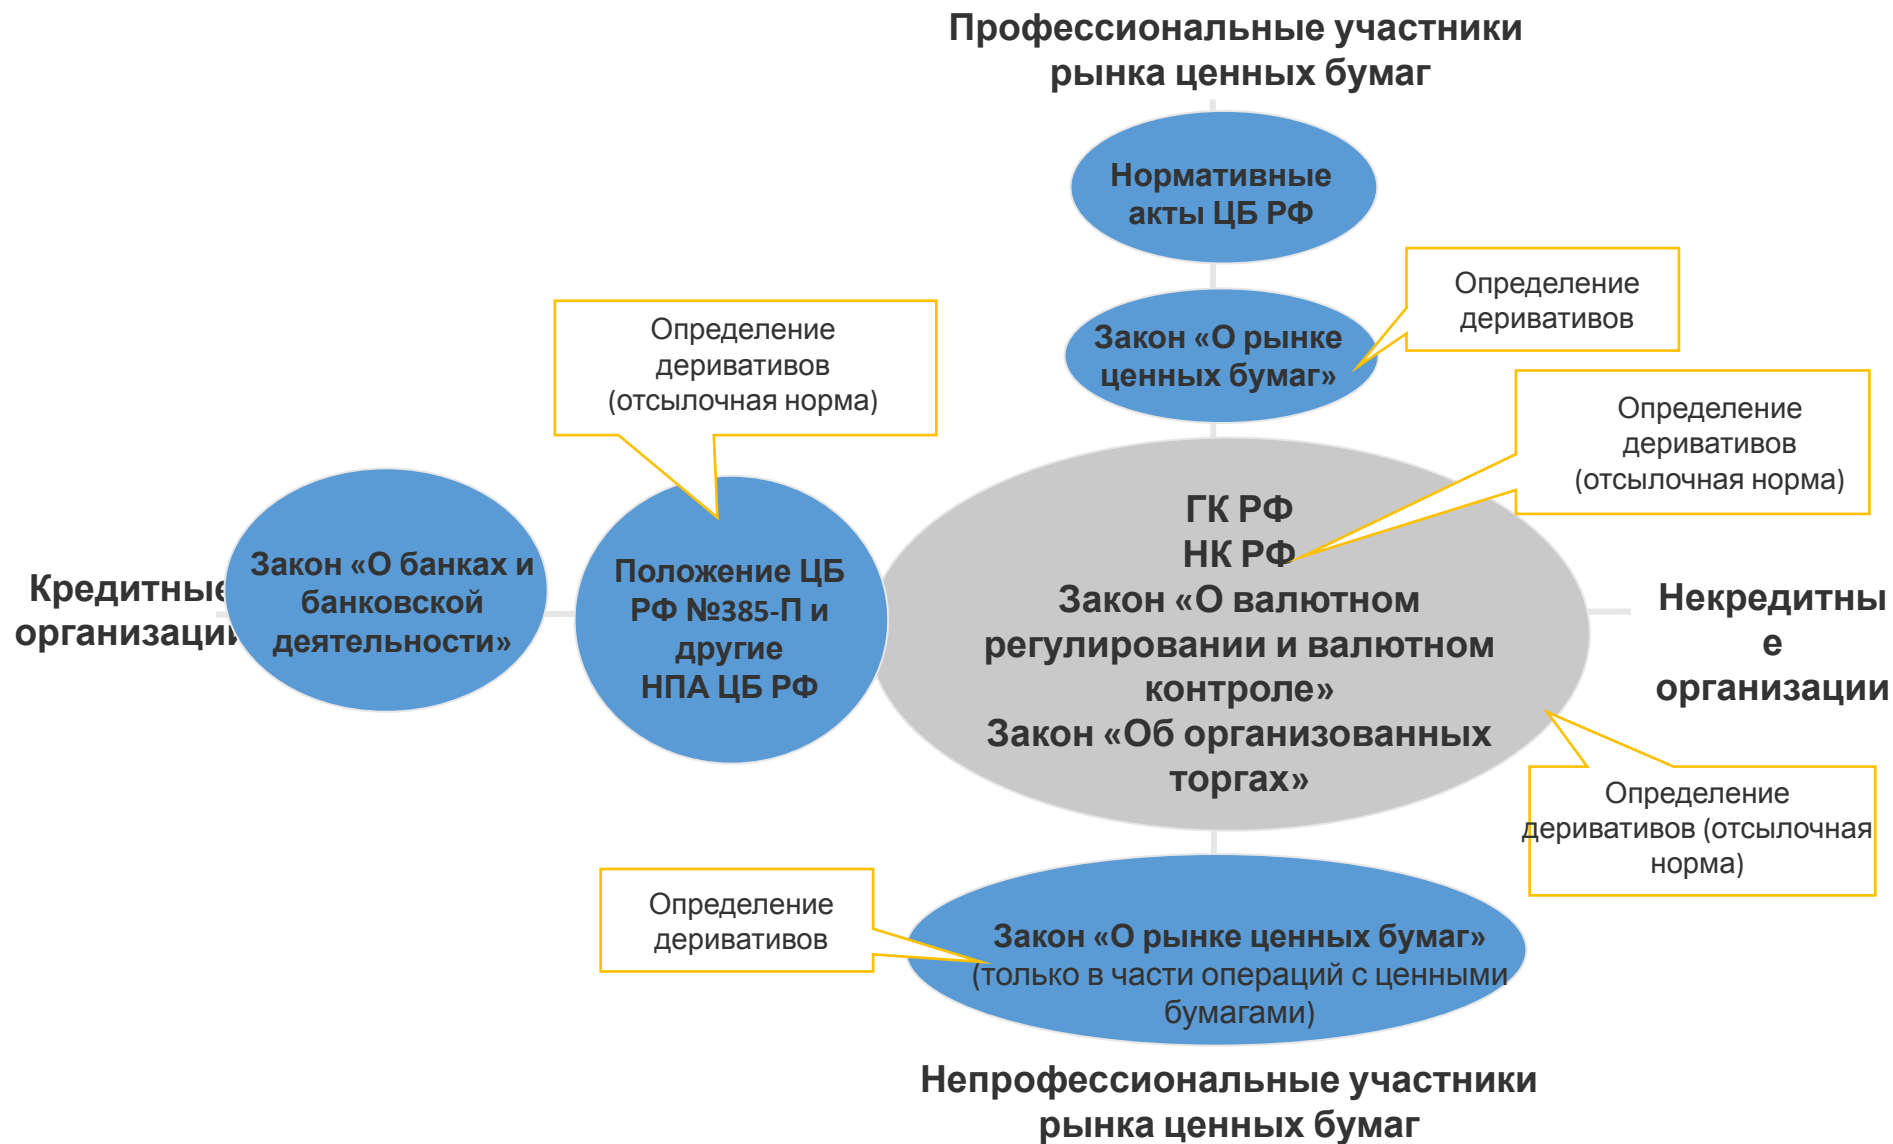 Профессиональные участники
рынка ценных бумаг
Нормативные
акты ЦБ РФ
Определение
деривативов
Закон «О рынке
ценных бумаг»
Определение
деривативов
(отсылочная норма)
Определение
деривативов
(отсылочная норма)
Кредитные
организации
Закон «О банках и
банковской
деятельности»
Положение ЦБ
РФ №385-П и
другие
НПА ЦБ РФ
ГК РФ
НК РФ
Закон «О валютном
регулировании и валютном
контроле»
Закон «Об организованных
торгах»
Некредитны
е
организации
Определение
деривативов (отсылочная
норма)
Определение
деривативов
Закон «О рынке ценных бумаг»
(только в части операций с ценными
бумагами)
Непрофессиональные участники
рынка ценных бумаг